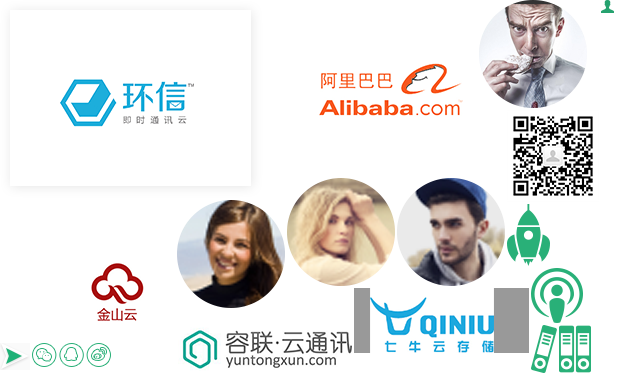 环信™
即时通讯云
阿里巴巴
Alibaba.com™
金山云
容联·云通讯
yuntongxun.com
QINIU
七牛云存储